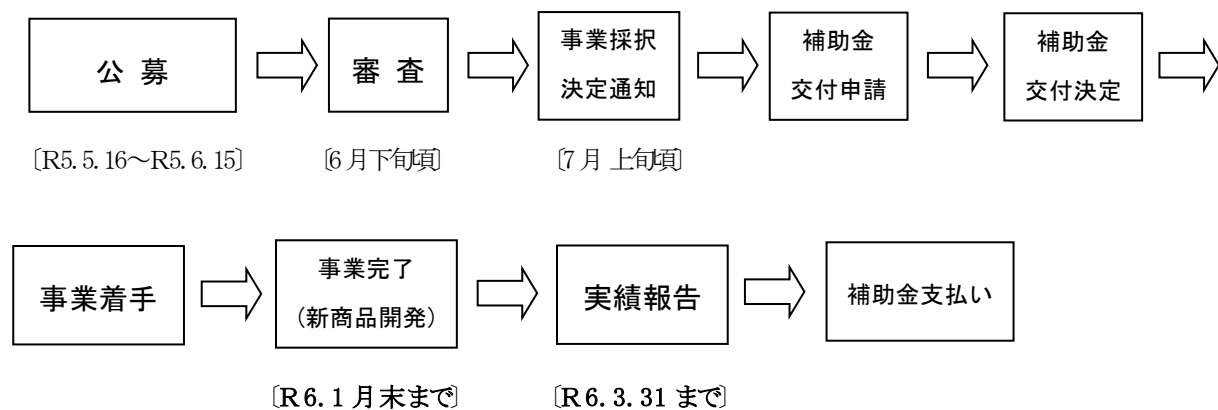 公 募
審 査
事業採択
決定通知
補助金
交付申請
補助金
交付決定
〔R5.5.16～R5.6.15〕
〔6月下旬頃〕
〔7月 上旬頃〕
事業着手
事業完了
(新商品開発)
実績報告
補助金支払い
〔R6.1月末まで〕
〔R6.3.31まで〕